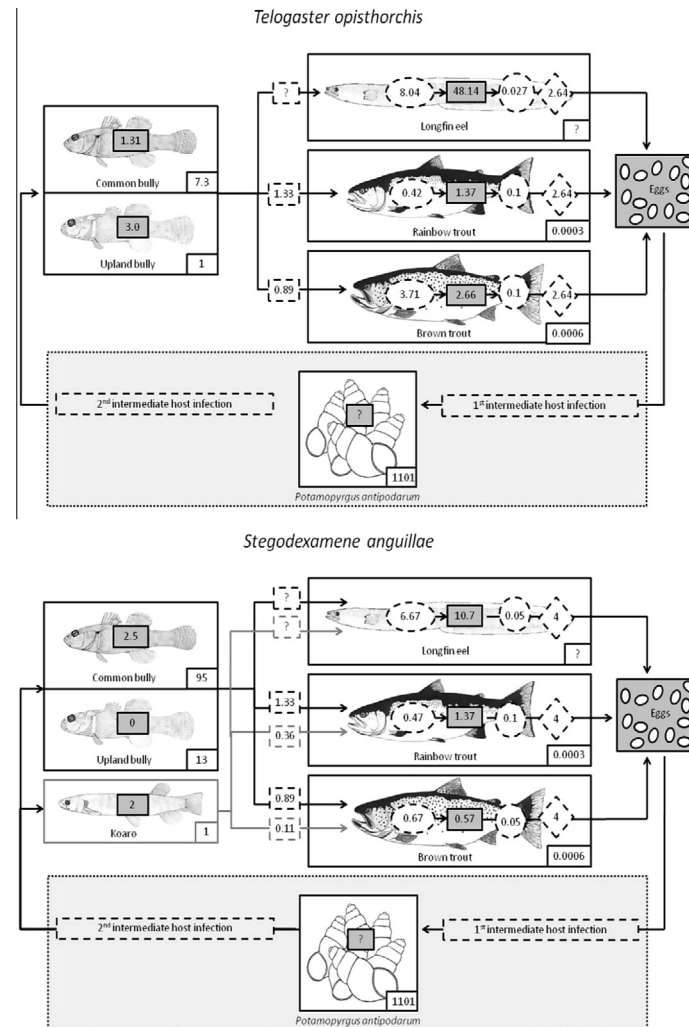 Telogaster opisthorchis
?
8.04
48.14
0.027
2.64
Longfin eel
?
1.31
Common bully
7.3
3.0
Upland bully
1
1.33
0.42
1.37
0.1
2.64
Rainbow trout
0.0003
Eggs
0.89
3.71
2.66
0.1
2.64
Brown trout
0.0006
2nd intermediate host infection
?
1st intermediate host infection
1101
Potamopyrgus antipodarum
Stegodexamene anguillae
?
?
6.67
10.7
0.05
4
Longfin eel
?
2.5
Common bully
95
0
Upland bully
13
2
Koaro
1
1.33
0.36
0.47
1.37
0.1
4
Rainbow trout
0.0003
Eggs
0.89
0.11
0.67
0.57
0.05
4
Brown trout
0.0006
2nd intermediate host infection
?
1st intermediate host infection
1101
Potamopyrgus antipodarum